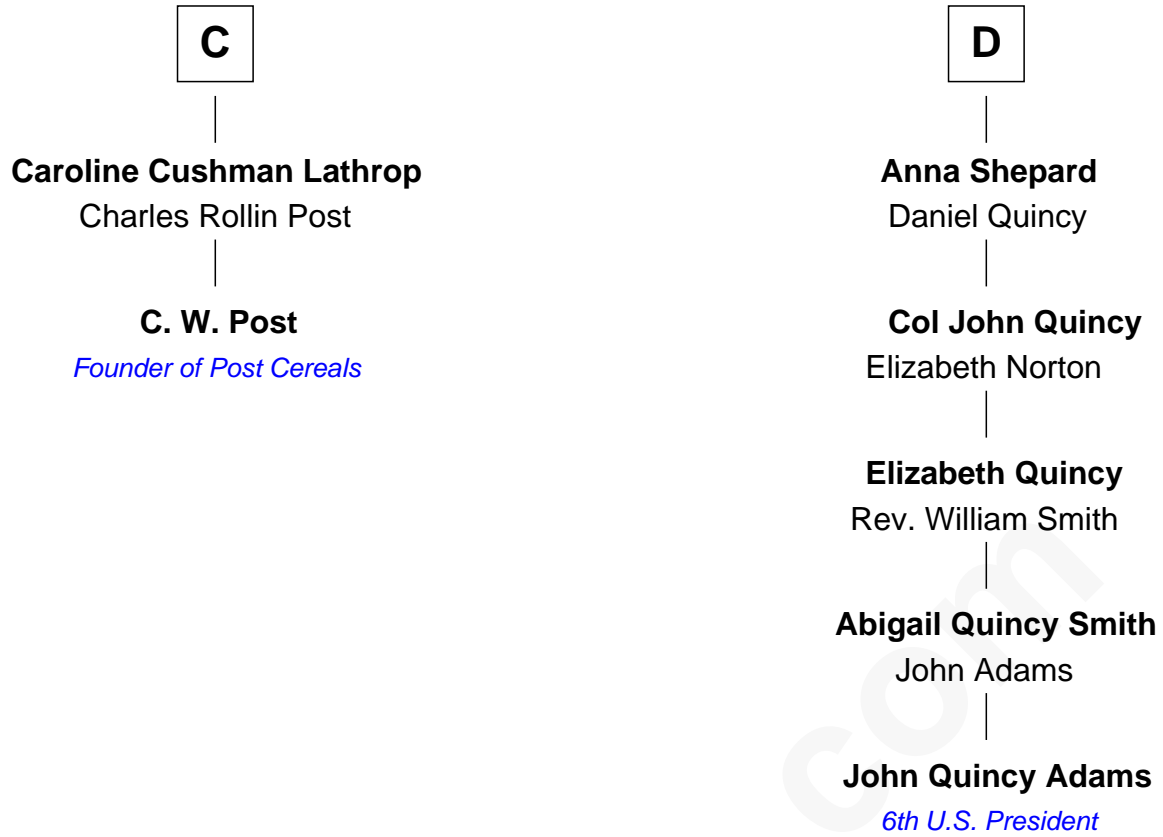 C
Caroline Cushman Lathrop
Charles Rollin Post
C. W. Post
Founder of Post Cereals
D
Anna Shepard
Daniel Quincy
Col John Quincy
Elizabeth Norton
Elizabeth Quincy
Rev. William Smith
Abigail Quincy Smith
John Adams
John Quincy Adams
6th U.S. President
com